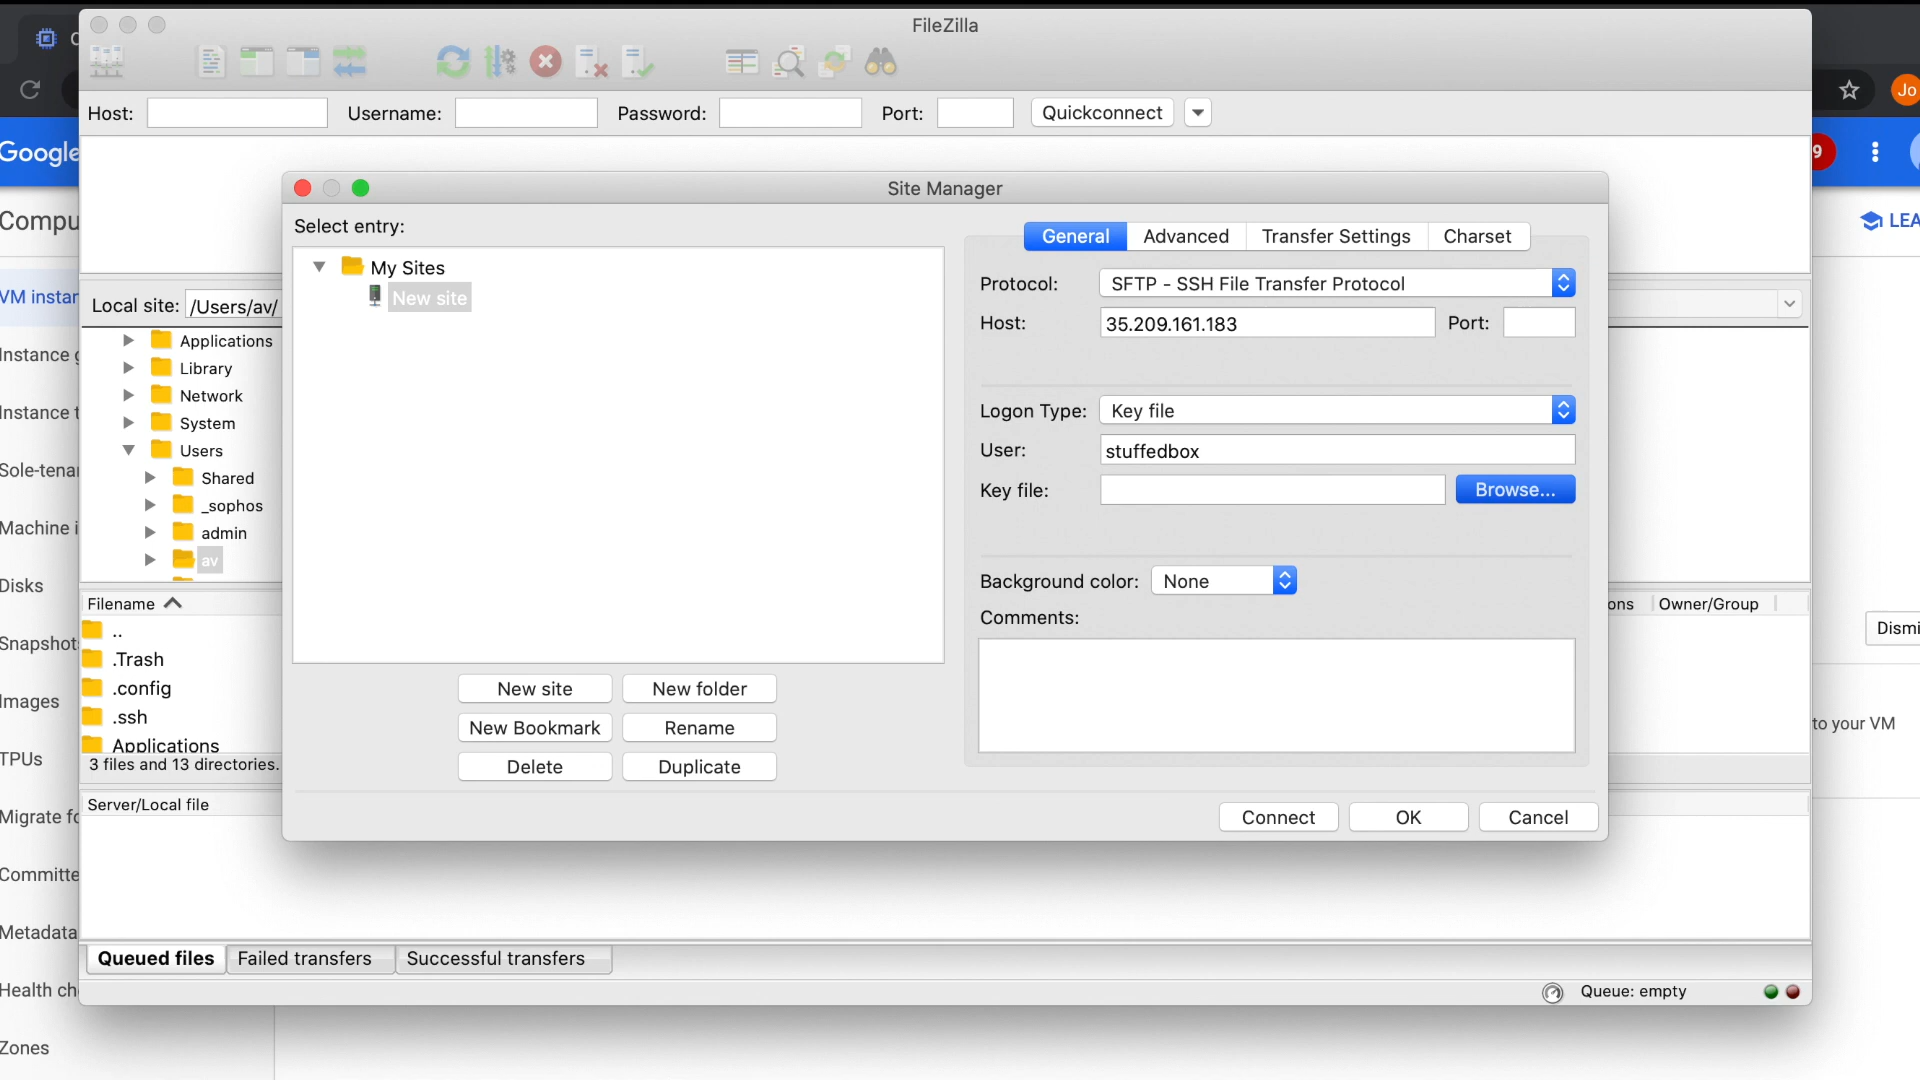 FileZilla
Host:
Username:
Password:
Port:
Quickconnect
Jo
Google
9
Site Manager
Select entry:
My Sites
New site
General
Advanced
Transfer Settings
Charset
Protocol:
SFTP - SSH File Transfer Protocol
Host:
35.209.161.183
Port:
Logon Type:
Key file
User:
stuffedbox
Key file:
Browse...
Background color:
None
Comments:
New site
New folder
New Bookmark
Rename
Delete
Duplicate
Connect
OK
Cancel
Local site:
/Users/av/
Applications
Library
Network
System
Users
Shared
_sophos
admin
av
Filename
..
.Trash
.config
.ssh
Applications
3 files and 13 directories.
Server/Local file
Owner/Group
Queued files
Failed transfers
Successful transfers
Queue: empty
Compu
VM instan
Instance g
Instance t
Sole-tenan
Machine i
Disks
Snapshot
Images
TPUs
Migrate fo
Committe
Metadata
Health ch
Zones
LEA
Dismi
to your VM